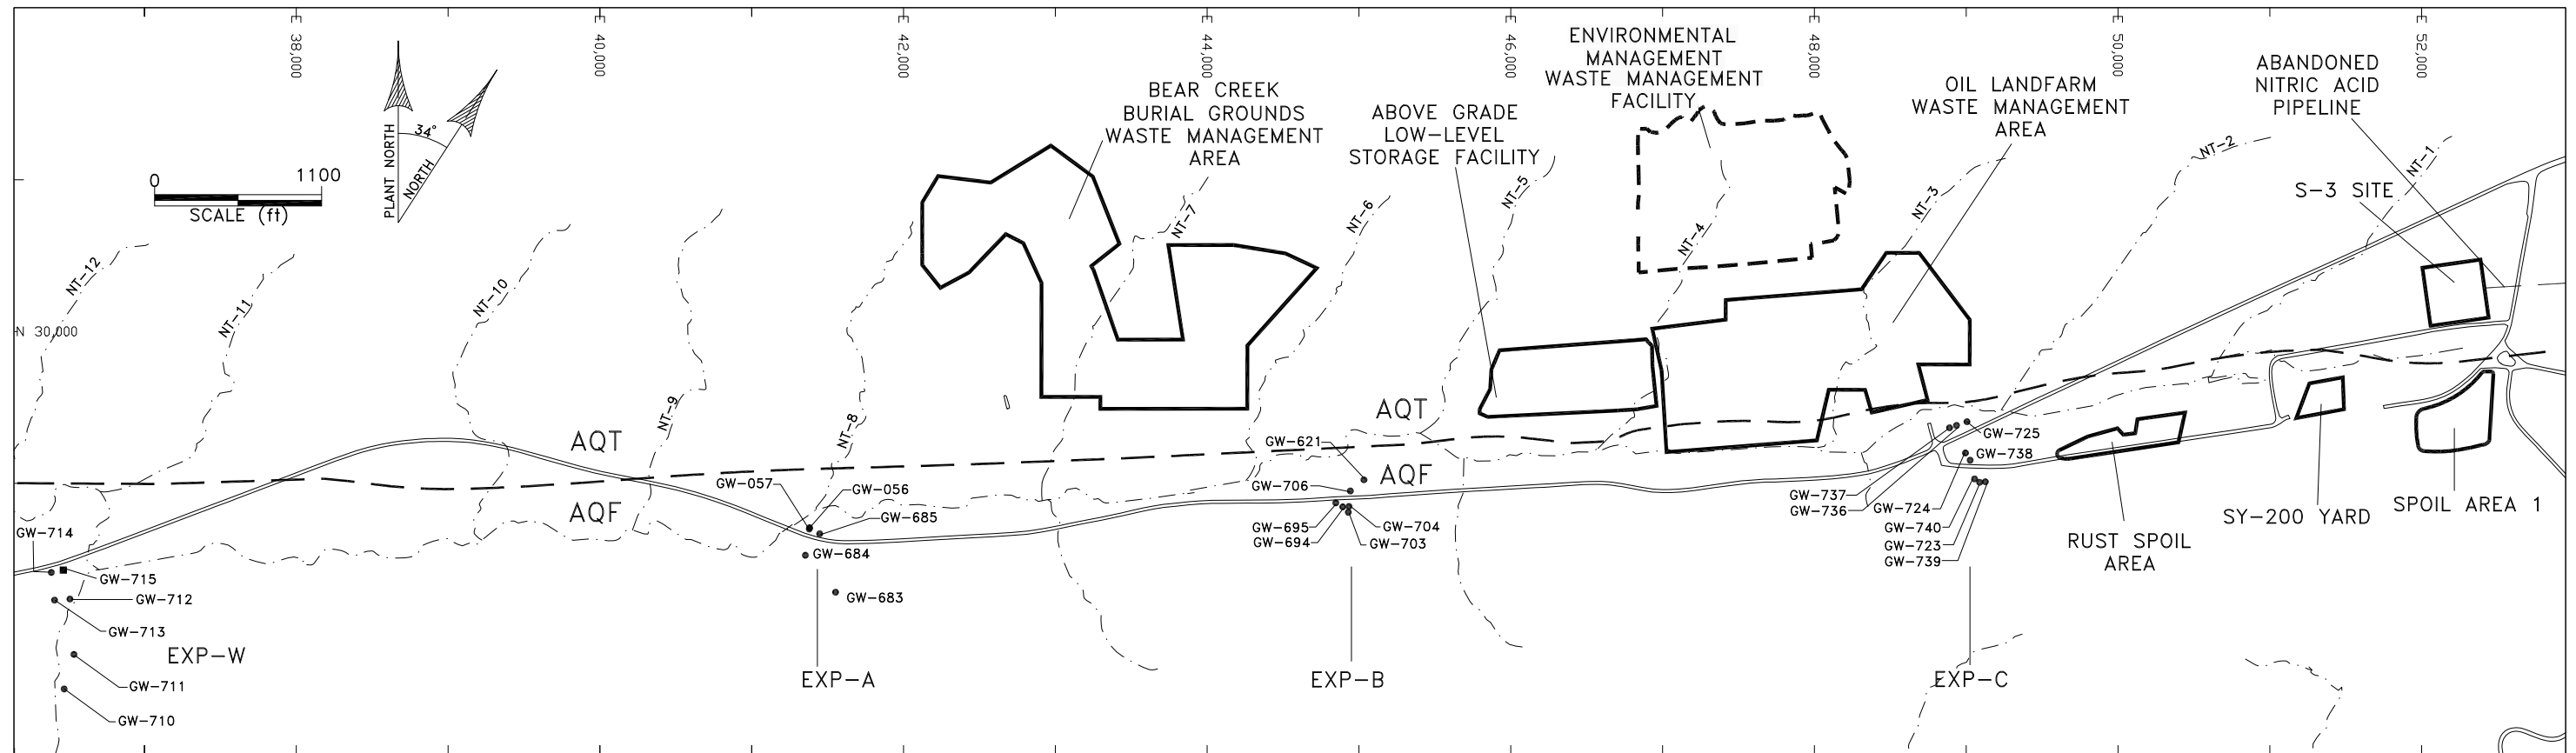 38,000
40,000
42,000
44,000
46,000
48,000
50,000
52,000
ENVIRONMENTAL
MANAGEMENT
WASTE MANAGEMENT
FACILITY
ABANDONED
NITRIC ACID
PIPELINE
BEAR CREEK
BURIAL GROUNDS
WASTE MANAGEMENT
AREA
ABOVE GRADE
LOW-LEVEL
STORAGE FACILITY
OIL LANDFARM
WASTE MANAGEMENT
AREA
PLANT NORTH
34°
NORTH
0
1100
SCALE (ft)
S-3 SITE
NT-12
NT-11
NT-10
NT-9
NT-8
NT-7
NT-6
NT-5
NT-4
NT-3
NT-2
NT-1
N 30,000
AQT
AQF
AQT
AQF
GW-714
GW-715
GW-712
GW-713
EXP-W
GW-711
GW-710
GW-057
GW-056
GW-685
GW-684
GW-683
EXP-A
GW-621
GW-706
GW-695
GW-694
GW-704
GW-703
EXP-B
GW-725
GW-738
GW-737
GW-736
GW-724
GW-740
GW-723
GW-739
EXP-C
RUST SPOIL
AREA
SY-200 YARD
SPOIL AREA 1